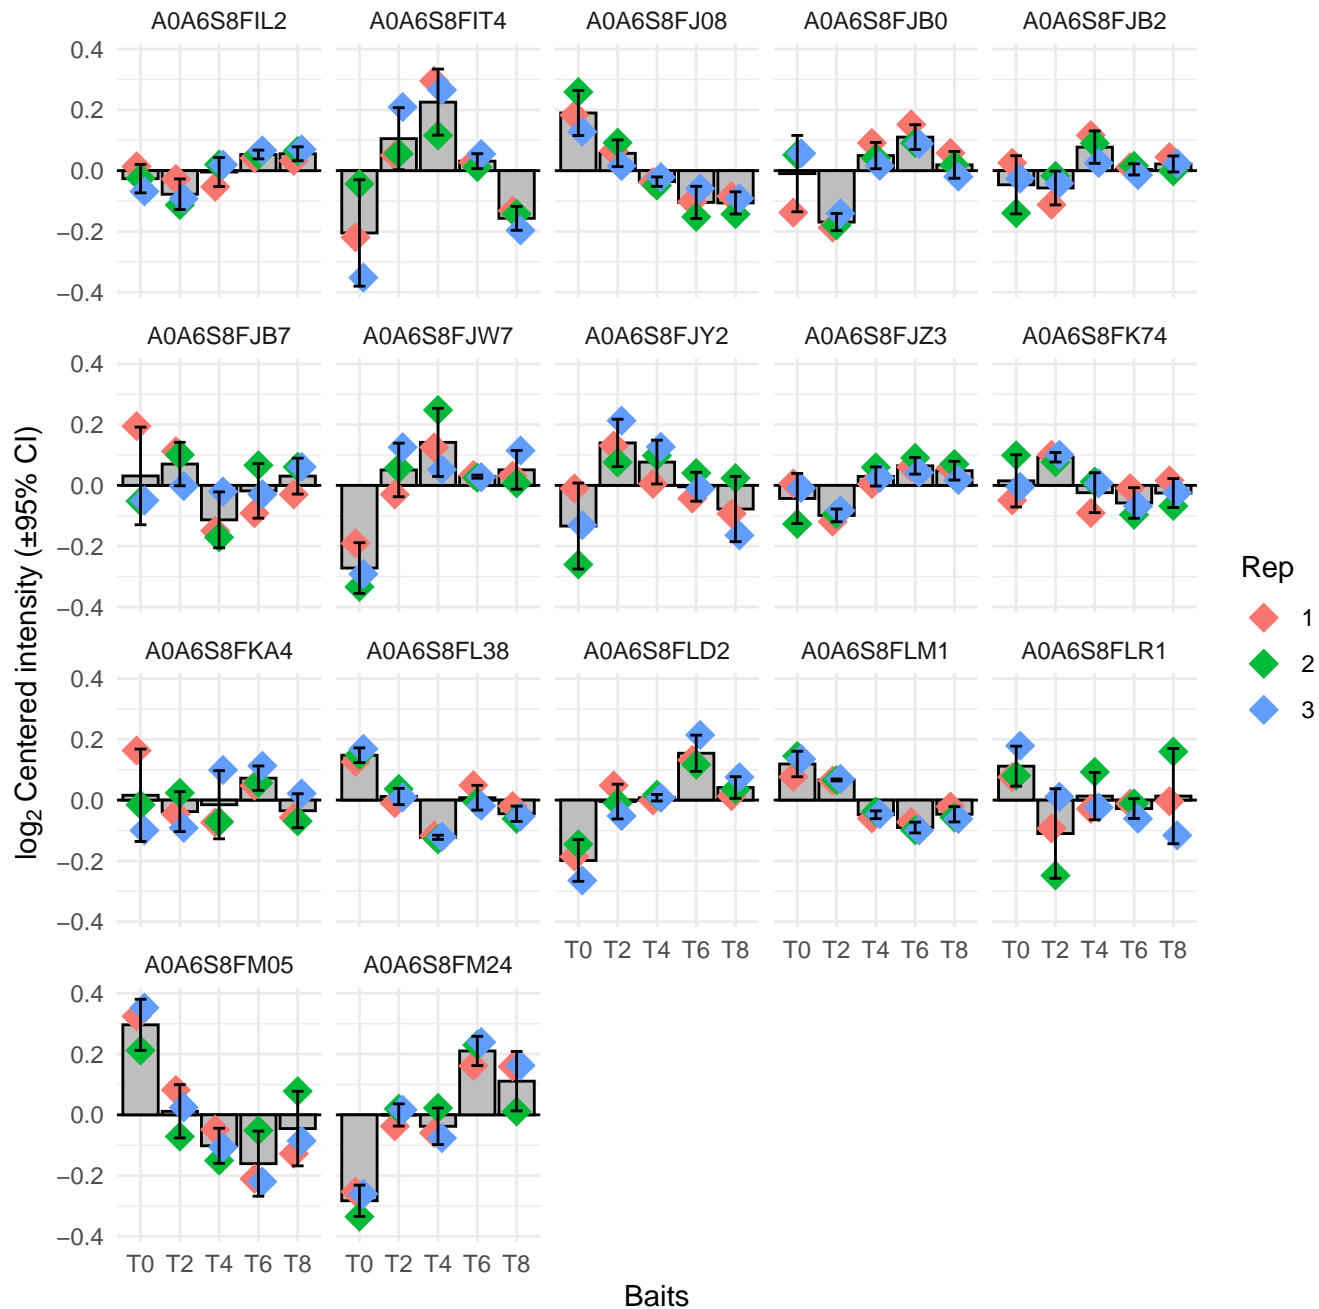 A0A6S8FIL2 A0A6S8FIT4 A0A6S8FJ08 A0A6S8FJB0 A0A6S8FJB2
0.4
0.2
0.0
−0.2
−0.4
A0A6S8FJB7 A0A6S8FJW7 A0A6S8FJY2 A0A6S8FJZ3 A0A6S8FK74
0.4
0.2
0.0
−0.2
−0.4
A0A6S8FKA4 A0A6S8FL38 A0A6S8FLD2 A0A6S8FLM1 A0A6S8FLR1
0.4
0.2
0.0
−0.2
−0.4
T0 T2 T4 T6 T8 T0 T2 T4 T6 T8 T0 T2 T4 T6 T8
A0A6S8FM05 A0A6S8FM24
0.4
0.2
0.0
−0.2
−0.4
T0 T2 T4 T6 T8 T0 T2 T4 T6 T8
Baits
log2 Centered intensity (±95% CI)
Rep
1
2
3